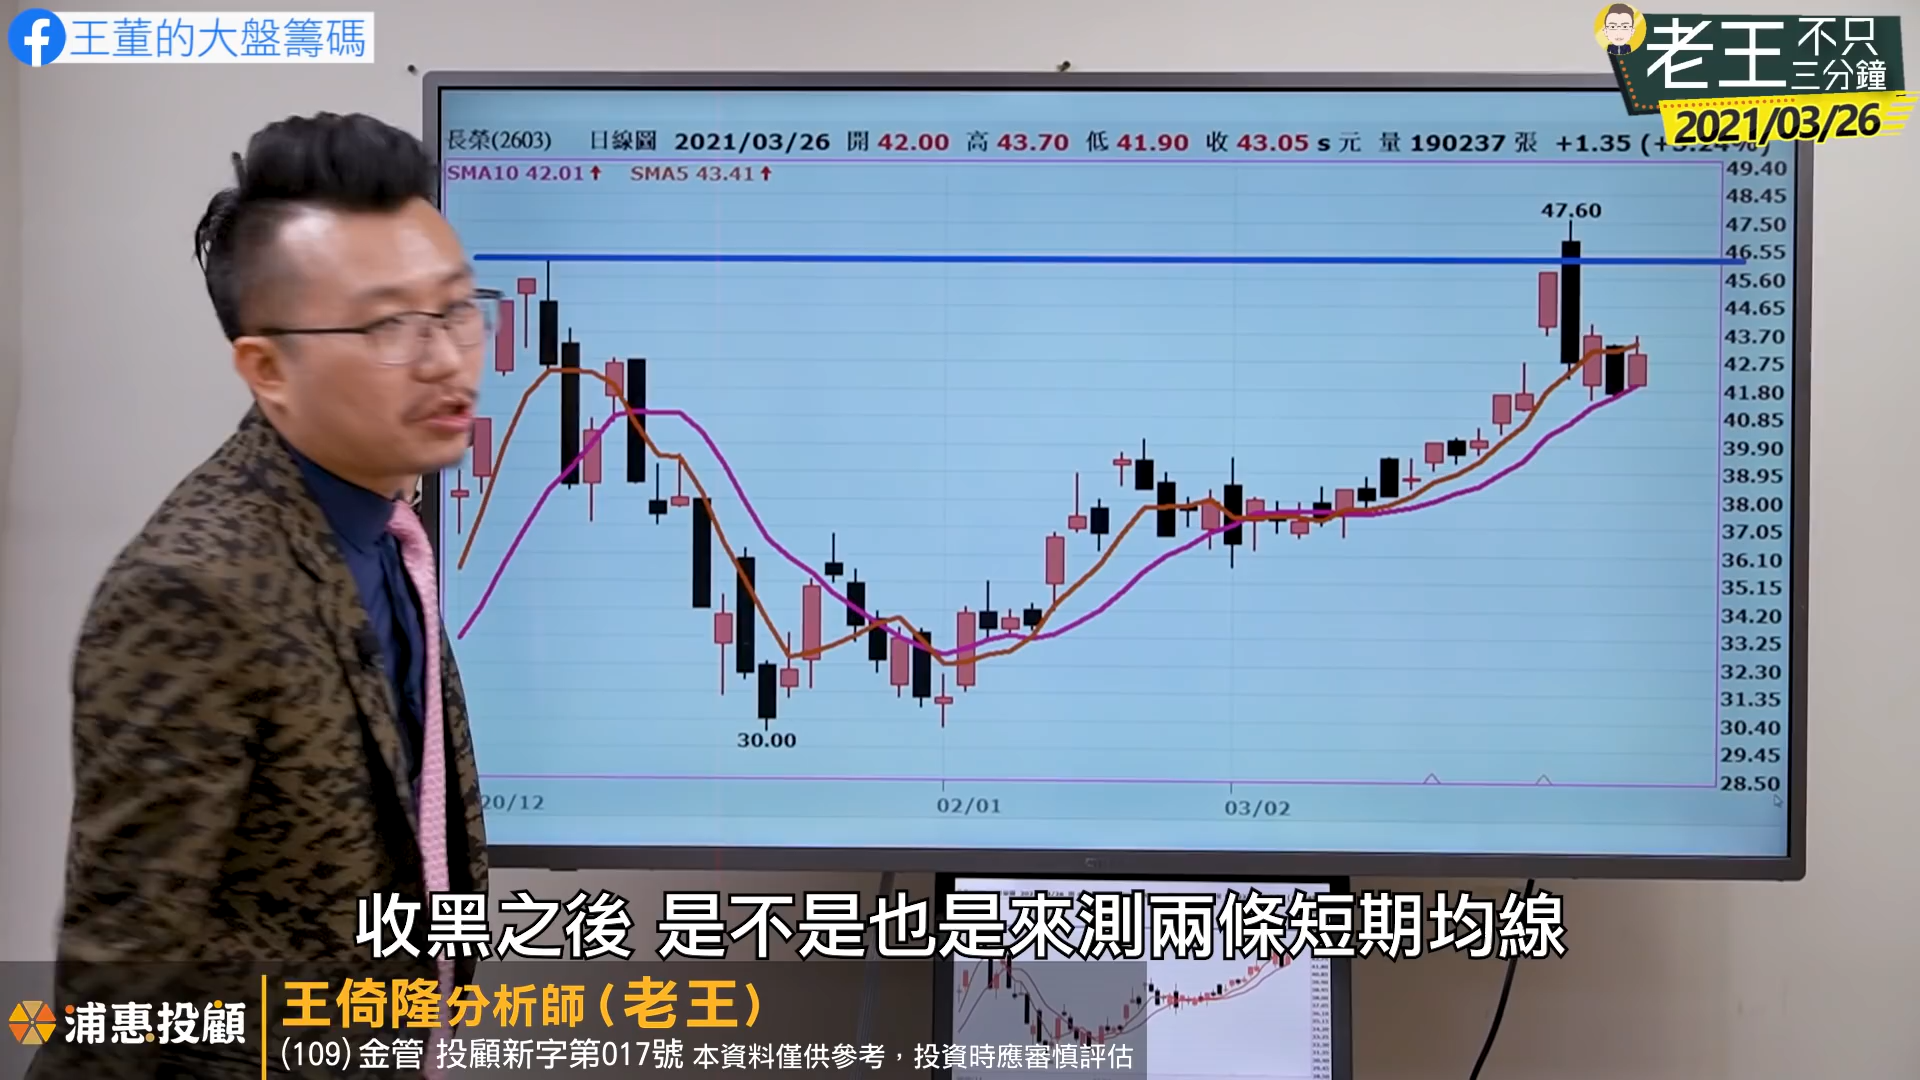 王董的大盤籌碼
老王 不只三分鐘
2021/03/26
長榮(2603) 日線圖 2021/03/26 開 42.00 高 43.70 低 41.90 收 43.05 s 元 量 190237 張 +1.35
SMA10 42.01↑ SMA5 43.41↑
49.40
48.45
47.60
47.50
46.55
45.60
44.65
43.70
42.75
41.80
40.85
39.90
38.95
38.00
37.05
36.10
35.15
34.20
33.25
32.30
31.35
30.40
30.00
29.45
28.50
20/12 02/01 03/02
收黑之後 是不是也是來測兩條短期均線
浦惠投顧
王倚隆分析師(老王)
(109)金管 投顧新字第017號 本資料僅供參考，投資時應審慎評估